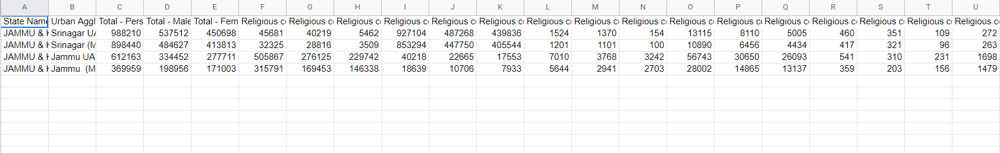 A B C D E F G H I J K L M N O P Q R S T U
State Name Urban Aggl Total - Pers Total - Male Total - Fem Religious c Religious c Religious c Religious c Religious c Religious c Religious c Religious c Religious c Religious c Religious c Religious c Religious c Religious c Religious c Religious c
JAMMU & K Srinagar UA 988210 537512 450698 45681 40219 5462 927104 487268 439836 1524 1370 154 13115 8110 5005 460 351 109 272
JAMMU & K Srinagar (M 898440 484627 413813 32325 28816 3509 853294 447750 405544 1201 1101 100 10890 6456 4434 417 321 96 263
JAMMU & K Jammu UA 612163 334452 277711 505867 276125 229742 40218 22665 17553 7010 3768 3242 56743 30650 26093 541 310 231 1698
JAMMU & K Jammu (M 369959 198956 171003 315791 169453 146338 18639 10706 7933 5644 2941 2703 28002 14865 13137 359 203 156 1479